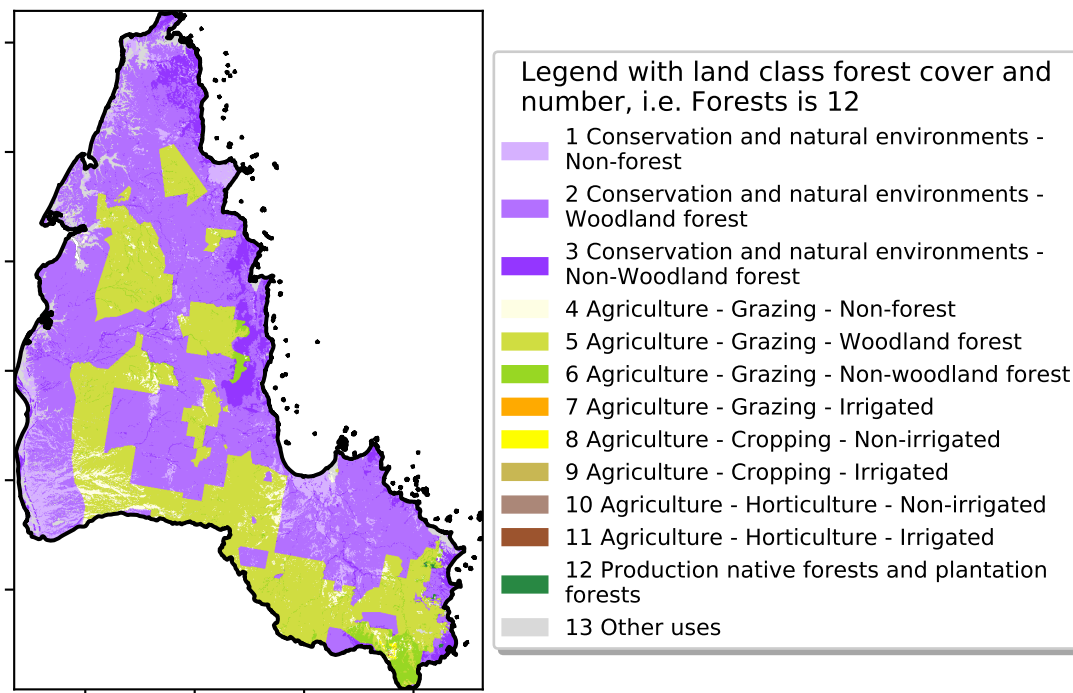 Legend with land class forest cover and
number, i.e. Forests is 12
1 Conservation and natural environments -
Non-forest
2 Conservation and natural environments -
Woodland forest
3 Conservation and natural environments -
Non-Woodland forest
4 Agriculture - Grazing - Non-forest
5 Agriculture - Grazing - Woodland forest
6 Agriculture - Grazing - Non-woodland forest
7 Agriculture - Grazing - Irrigated
8 Agriculture - Cropping - Non-irrigated
9 Agriculture - Cropping - Irrigated
10 Agriculture - Horticulture - Non-irrigated
11 Agriculture - Horticulture - Irrigated
12 Production native forests and plantation
forests
13 Other uses